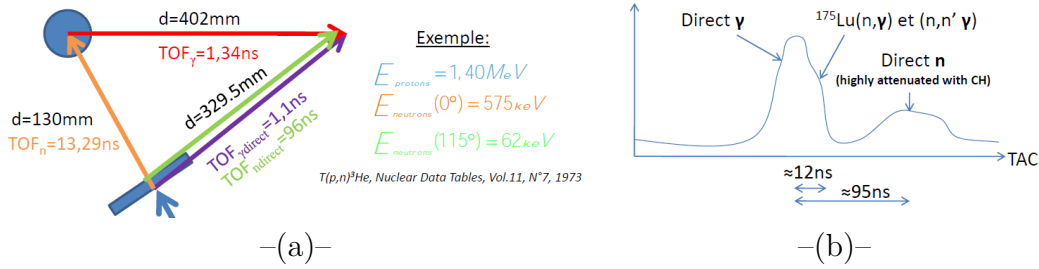 d=402mm
TOFγ=1,34ns
d=130mm
TOFn=13,29ns
d=329.5mm
TOFγdirect=1,1ns
TOFndirect=96ns
Exemple:
Eprotons=1,40MeV
Eneutrons(0°)=575keV
Eneutrons(115°)=62keV
T(p,n)³He, Nuclear Data Tables, Vol.11, N°7, 1973
–(a)–
Direct γ
¹⁷⁵Lu(n,γ) et (n,n’ γ)
Direct n
(highly attenuated with CH)
TAC
≈12ns
≈95ns
–(b)–